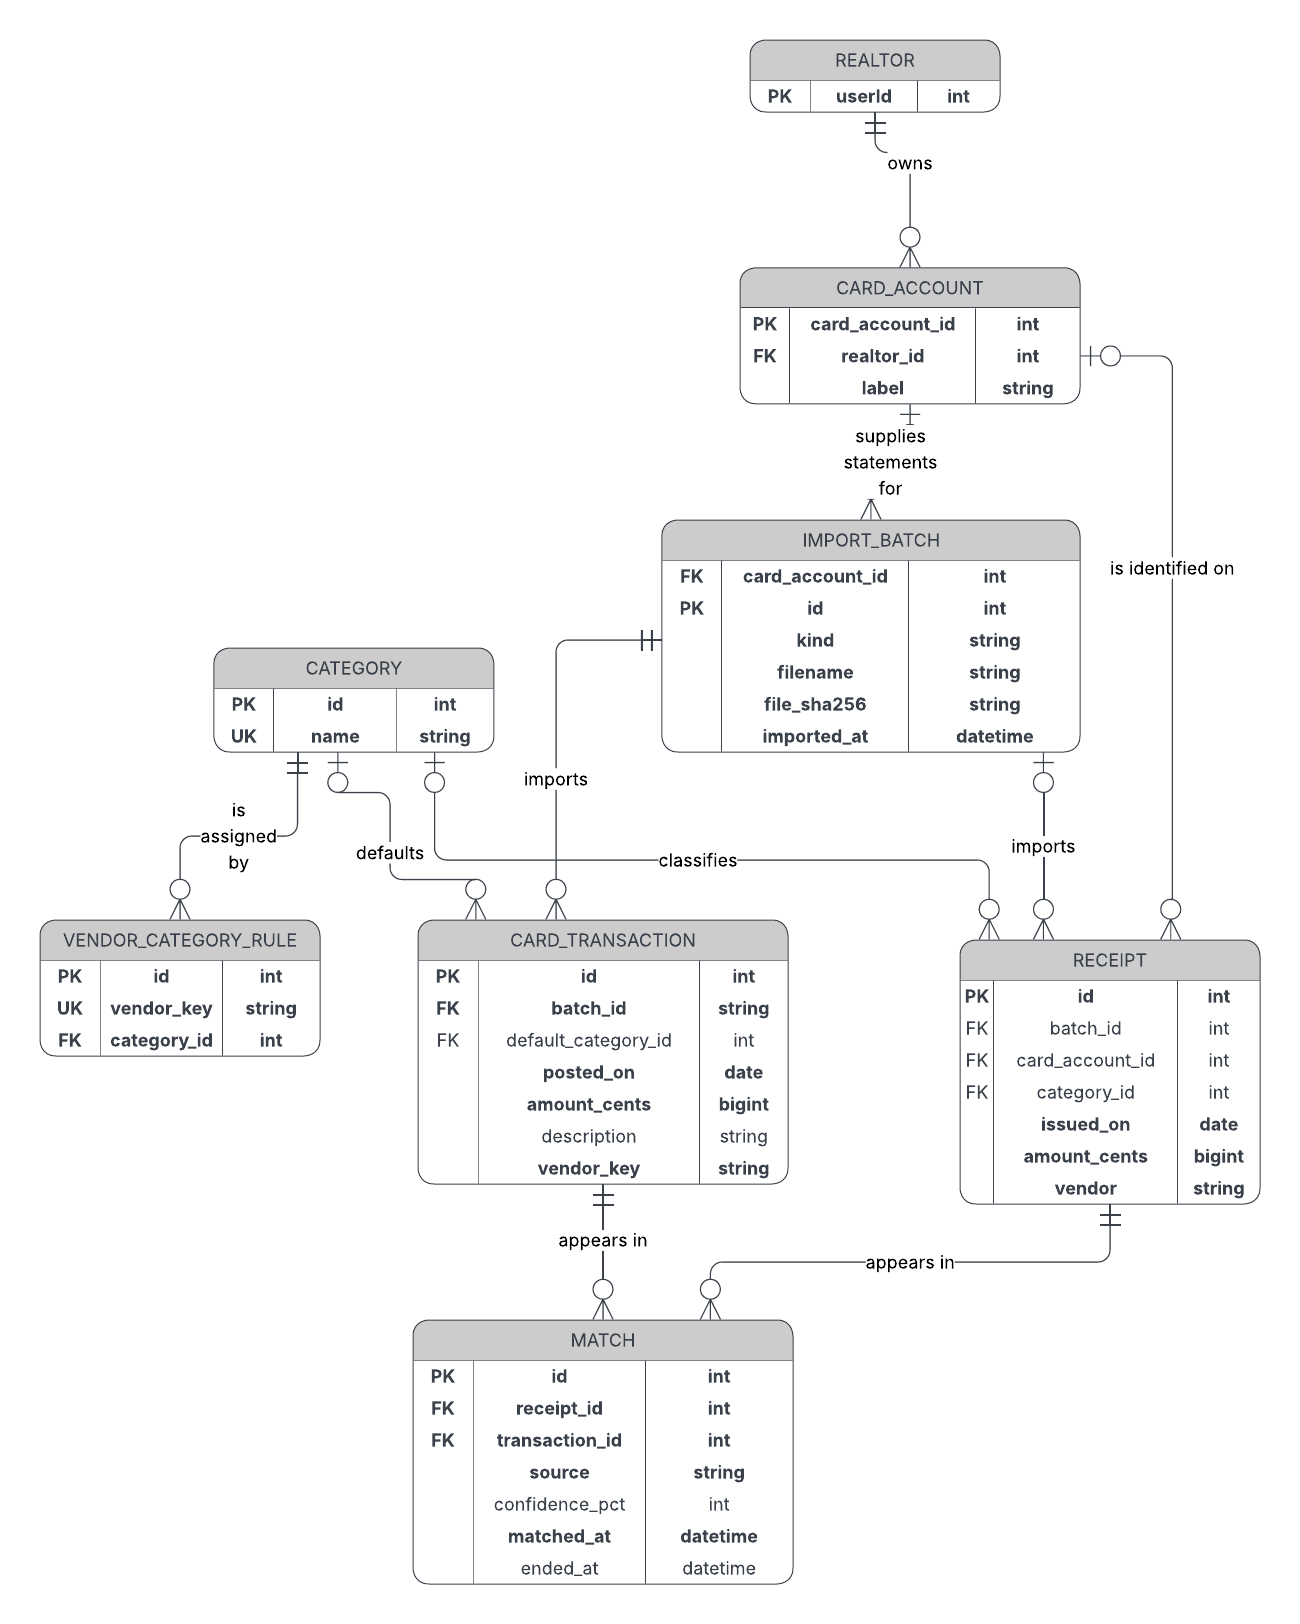 REALTOR
PK userId int
owns
CARD_ACCOUNT
PK card_account_id int
FK realtor_id int
label string
supplies
statements
for
is identified on
IMPORT_BATCH
FK card_account_id int
PK id int
kind string
filename string
file_sha256 string
imported_at datetime
CATEGORY
PK id int
UK name string
imports
is
assigned
by
defaults
classifies
imports
VENDOR_CATEGORY_RULE
PK id int
UK vendor_key string
FK category_id int
CARD_TRANSACTION
PK id int
FK batch_id string
FK default_category_id int
posted_on date
amount_cents bigint
description string
vendor_key string
RECEIPT
PK id int
FK batch_id int
FK card_account_id int
FK category_id int
issued_on date
amount_cents bigint
vendor string
appears in
appears in
MATCH
PK id int
FK receipt_id int
FK transaction_id int
source string
confidence_pct int
matched_at datetime
ended_at datetime